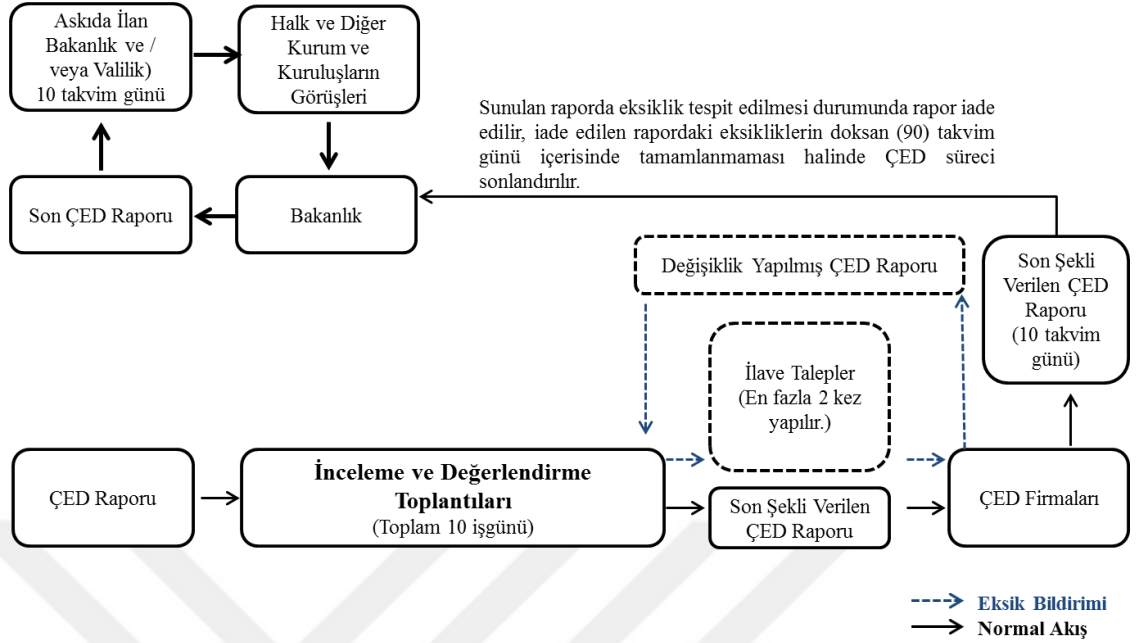 Askıda İlan
Bakanlık ve /
veya Valilik)
10 takvim günü
Halk ve Diğer
Kurum ve
Kuruluşların
Görüşleri
Sunulan raporda eksiklik tespit edilmesi durumunda rapor iade
edilir, iade edilen rapordaki eksikliklerin doksan (90) takvim
günü içerisinde tamamlanmaması halinde ÇED süreci
sonlandırılır.
Son ÇED Raporu
Bakanlık
Değişiklik Yapılmış ÇED Raporu
Son Şekli
Verilen ÇED
Raporu
(10 takvim
günü)
İlave Talepler
(En fazla 2 kez
yapılır.)
ÇED Raporu
İnceleme ve Değerlendirme
Toplantıları
(Toplam 10 işgünü)
Son Şekli Verilen
ÇED Raporu
ÇED Firmaları
Eksik Bildirimi
Normal Akış